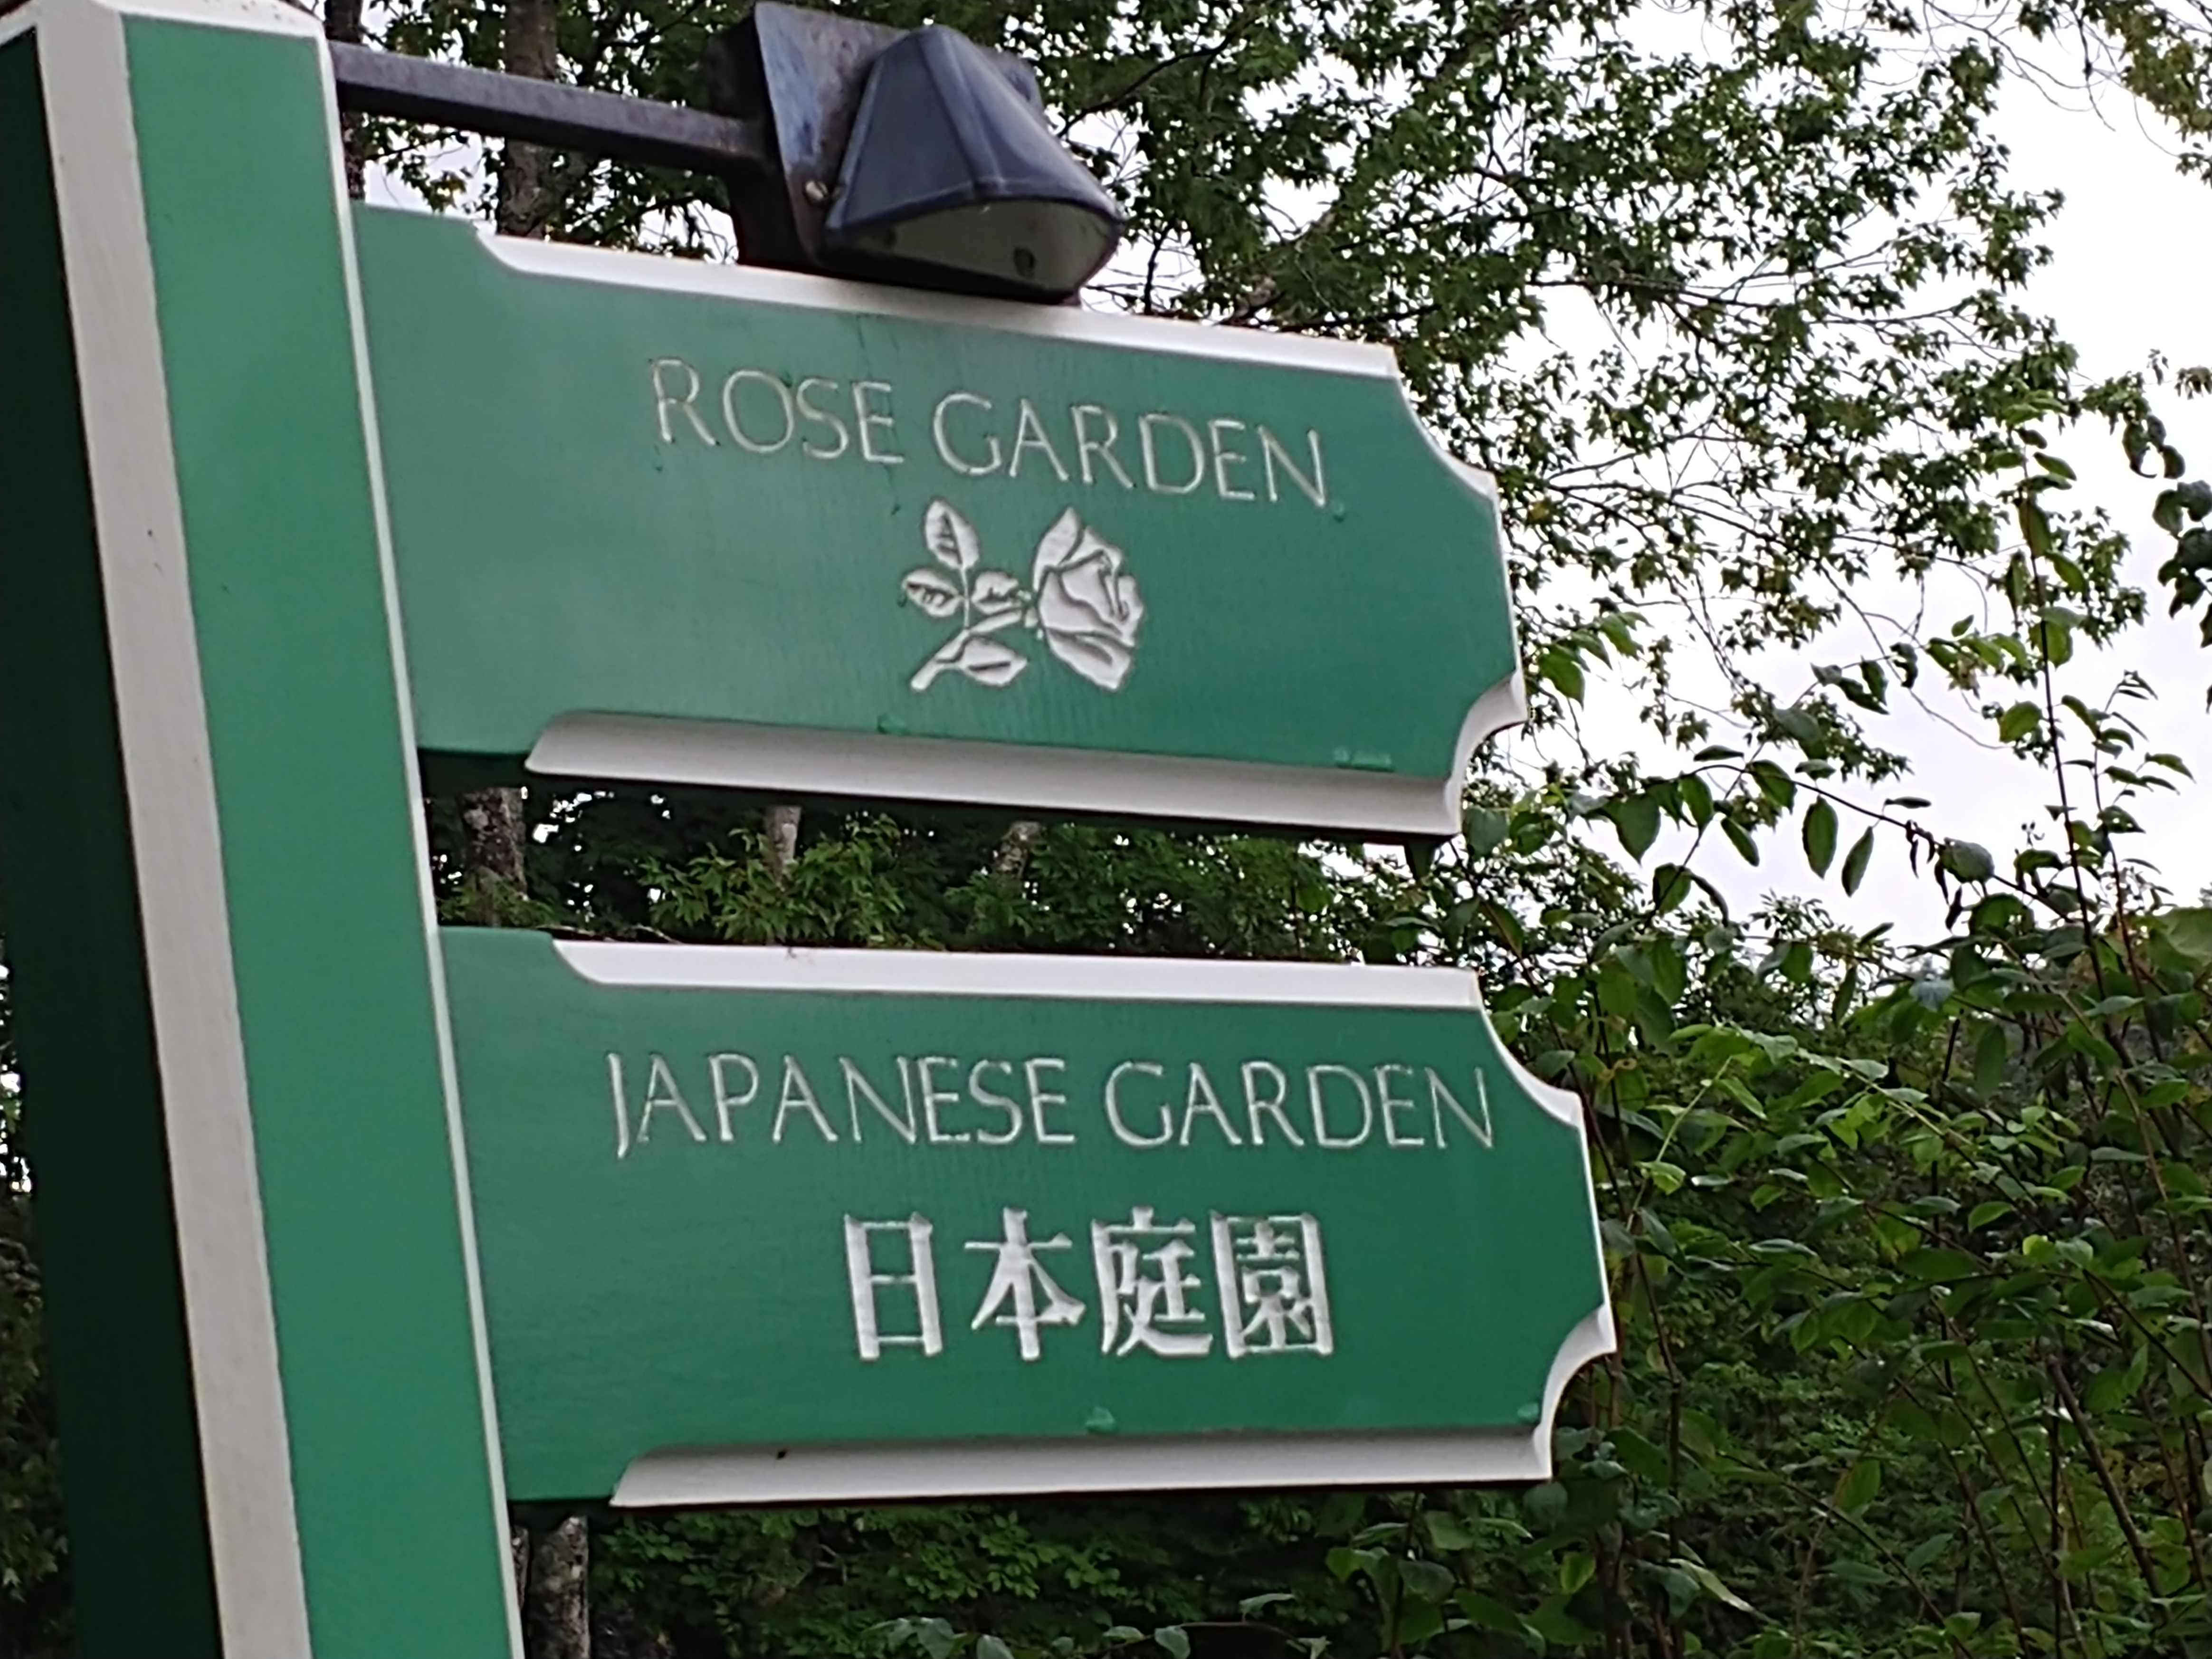 ROSE GARDEN
JAPANESE GARDEN
日本庭園